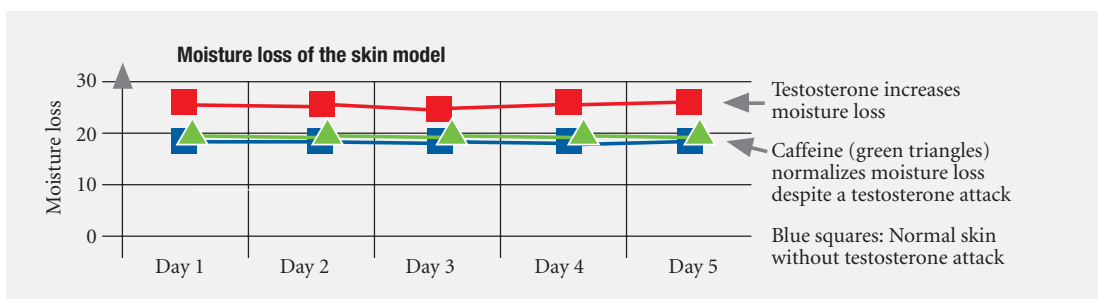 Moisture loss of the skin model
30
20
10
0
Moisture loss
Day 1
Day 2
Day 3
Day 4
Day 5
Testosterone increases
moisture loss
Caffeine (green triangles)
normalizes moisture loss
despite a testosterone attack
Blue squares: Normal skin
without testosterone attack